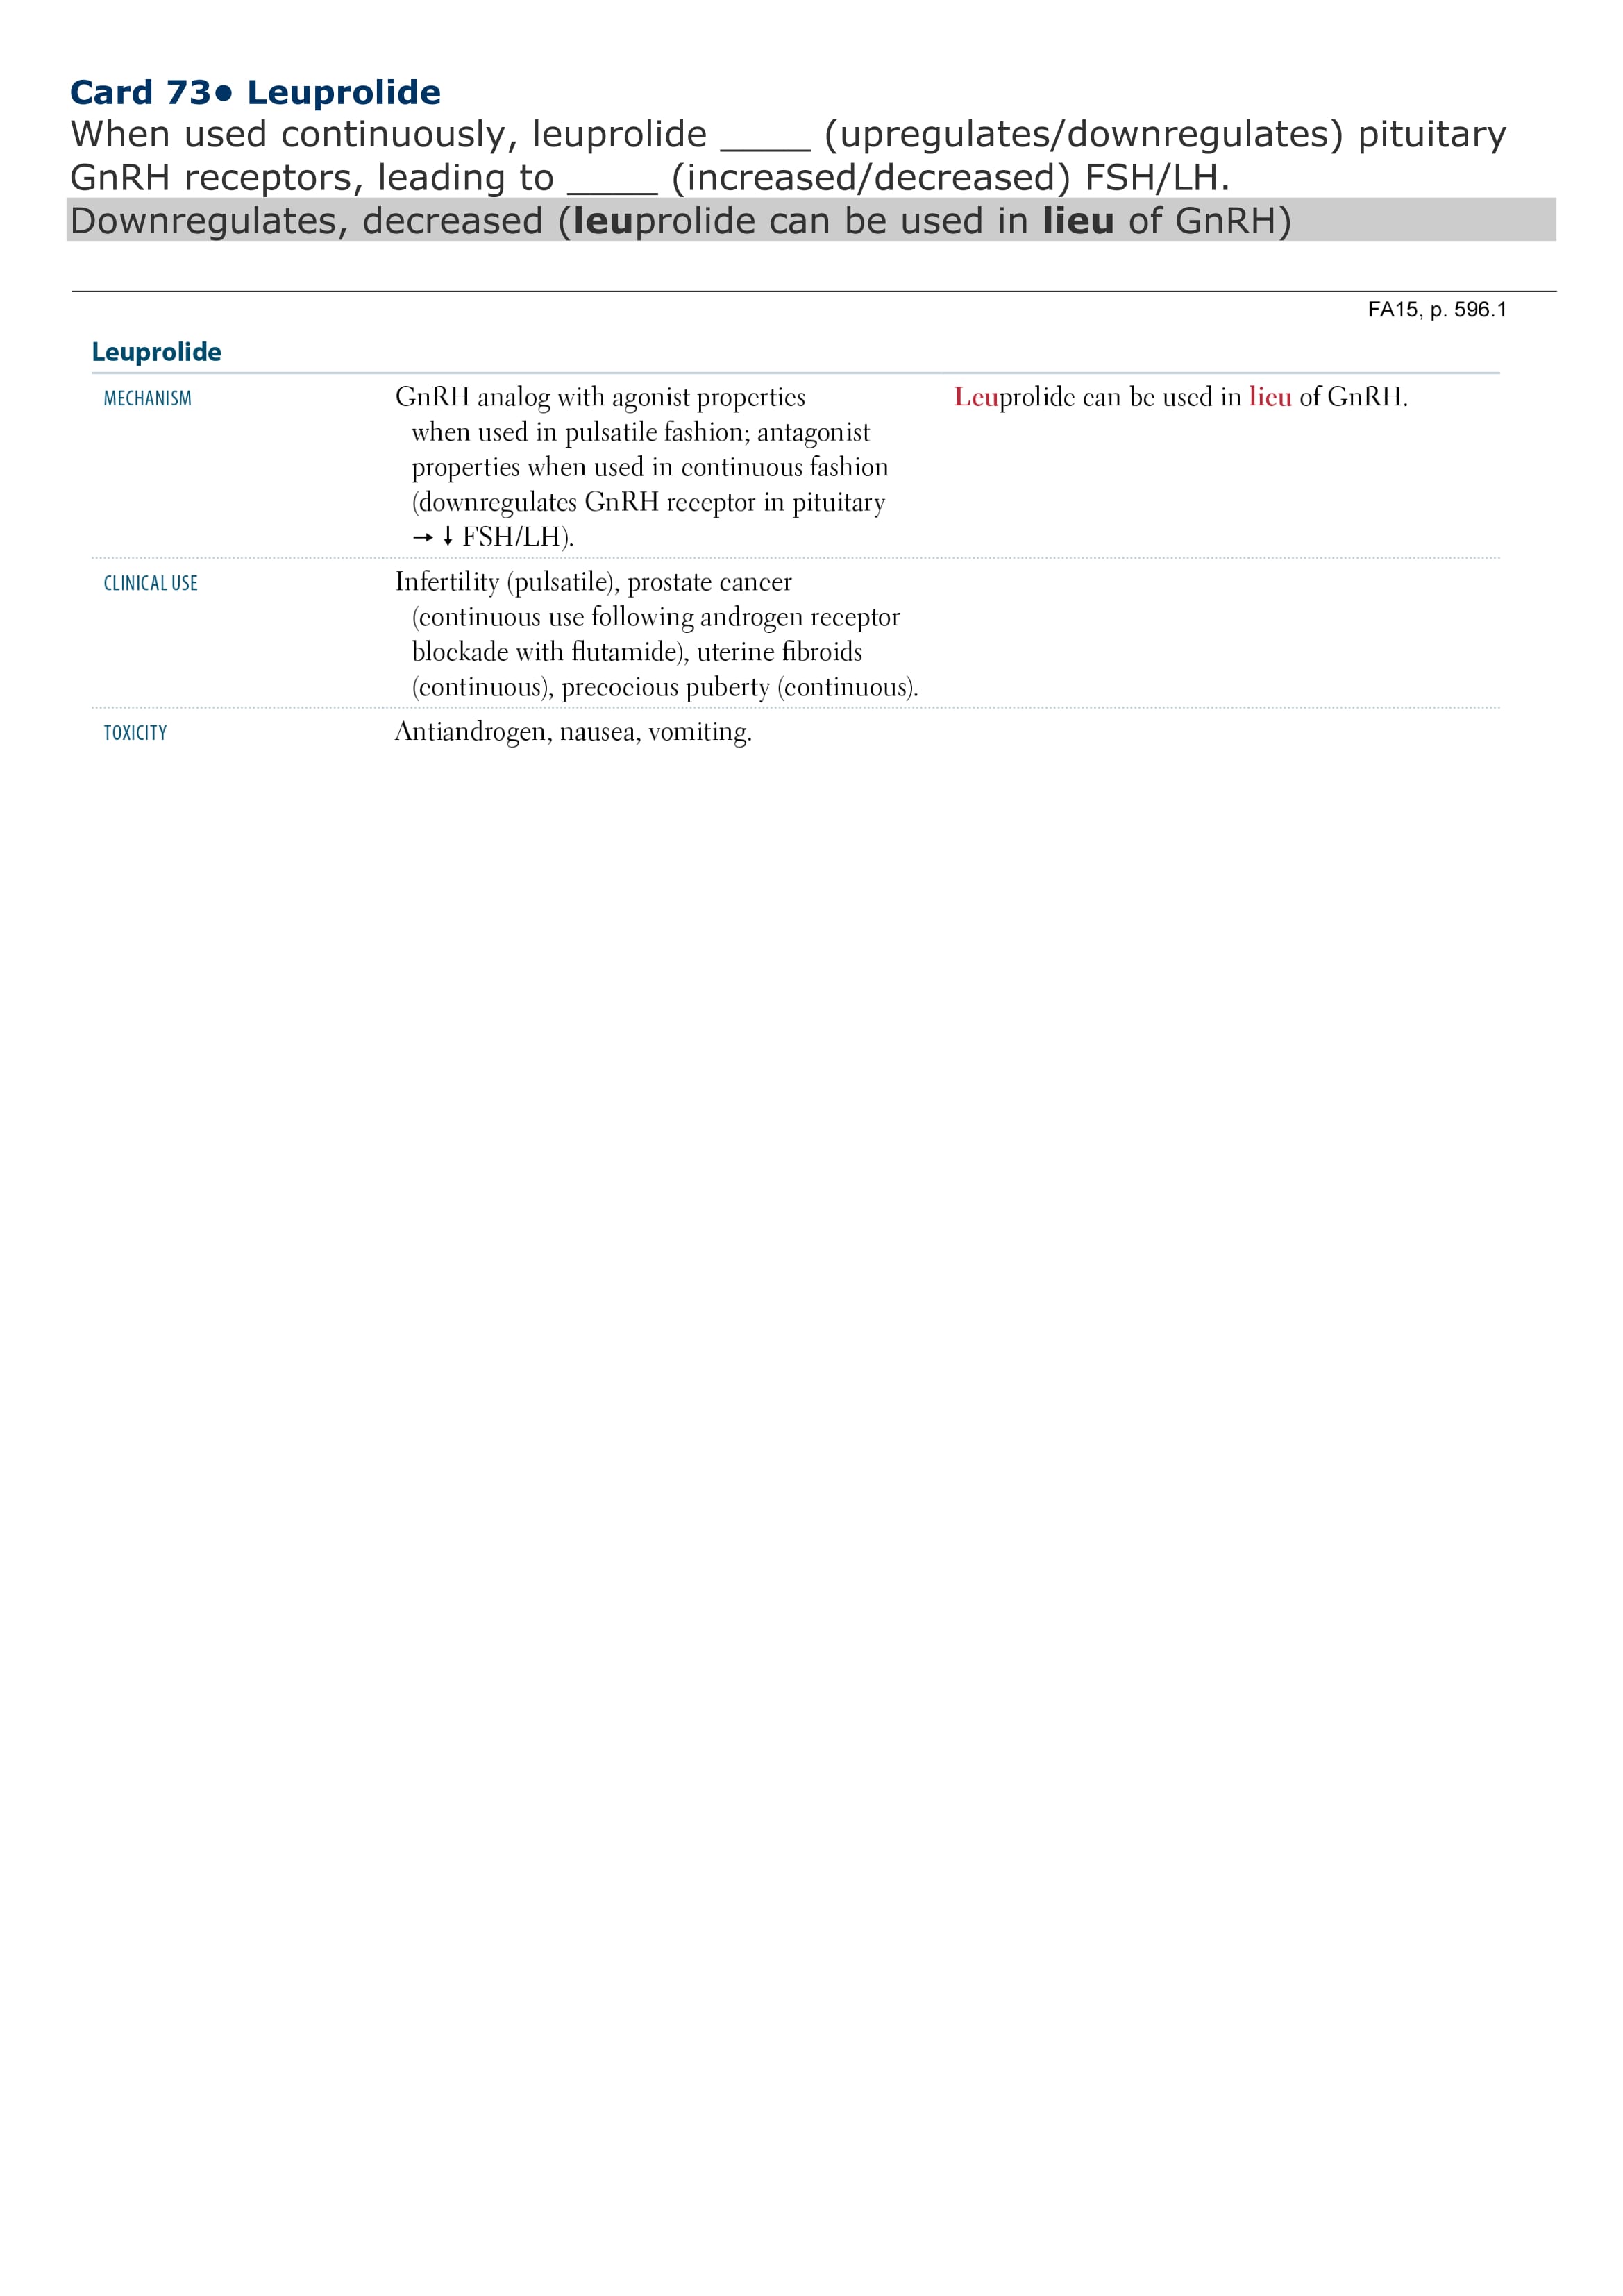 Card 73• Leuprolide
When used continuously, leuprolide _____ (upregulates/downregulates) pituitary
GnRH receptors, leading to _____ (increased/decreased) FSH/LH.
Downregulates, decreased (leuprolide can be used in lieu of GnRH)
FA15, p. 596.1
Leuprolide
MECHANISM
GnRH analog with agonist properties
when used in pulsatile fashion; antagonist
properties when used in continuous fashion
(downregulates GnRH receptor in pituitary
→ ↓ FSH/LH).
Leuprolide can be used in lieu of GnRH.
CLINICAL USE
Infertility (pulsatile), prostate cancer
(continuous use following androgen receptor
blockade with flutamide), uterine fibroids
(continuous), precocious puberty (continuous).
TOXICITY
Antiandrogen, nausea, vomiting.